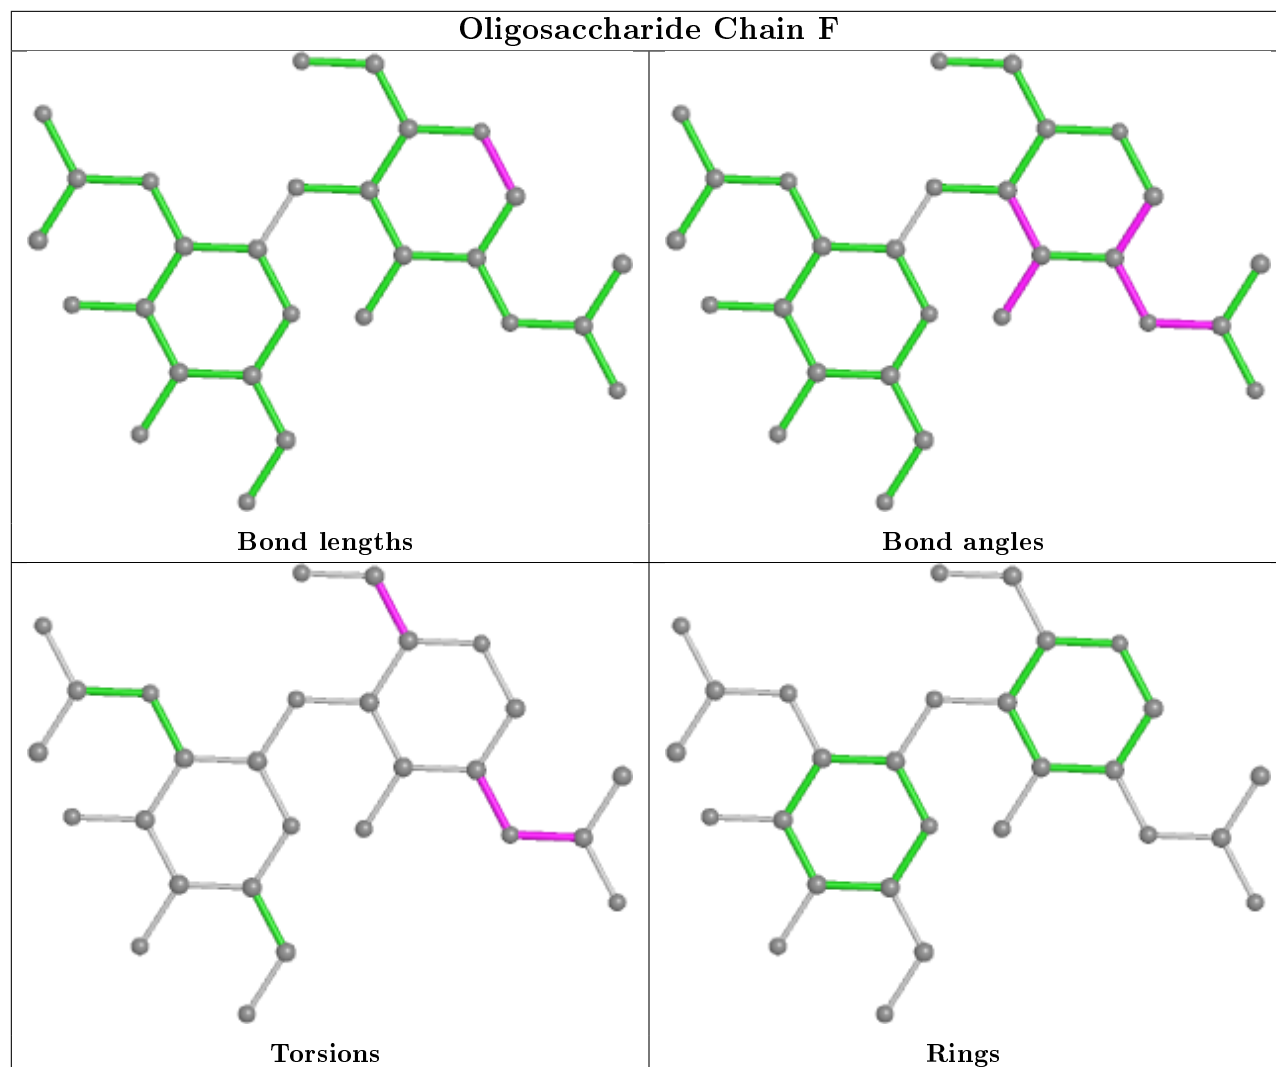 Oligosaccharide Chain F
Bond lengths
Bond angles
Torsions
Rings